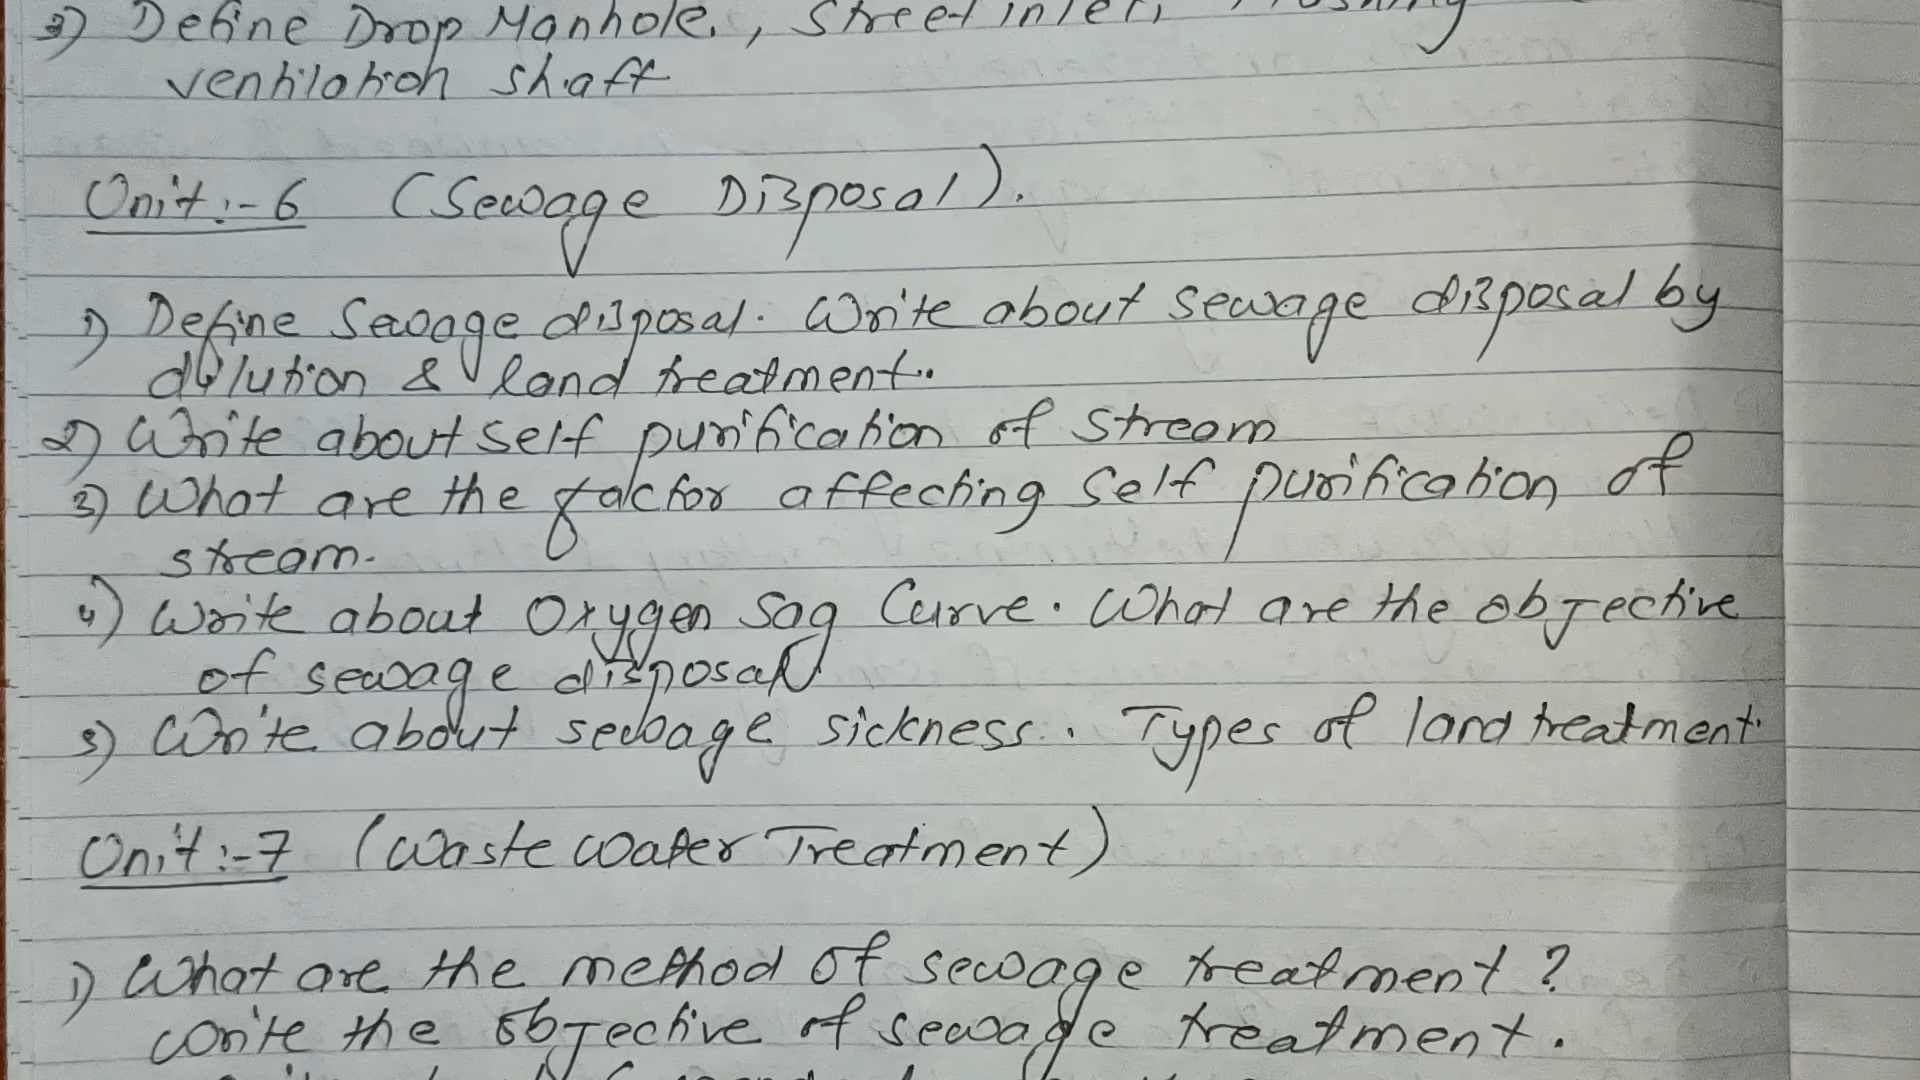 3) Define Drop Manhole, Street inlet, Flushing
ventilation shaft
Unit:-6 (Sewage Disposal).
1) Define Sewage disposal. Write about sewage disposal by
dilution & land treatment..
2) Write about self purification of stream
3) What are the factor affecting self purification of
stream.
4) Write about Oxygen Sag Curve. What are the objective
of sewage disposal
5) Write about sewage sickness.. Types of land treatment.
Unit:-7 (Waste water Treatment)
1) What are the method of sewage treatment?
write the objective of sewage treatment.